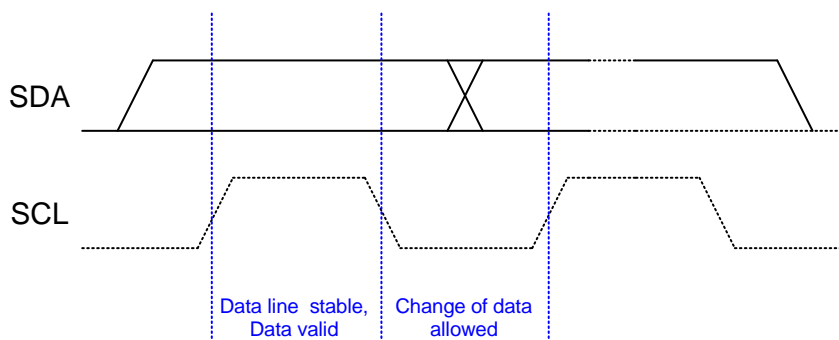 SDA
SCL
Data line stable,
Data valid
Change of data
allowed